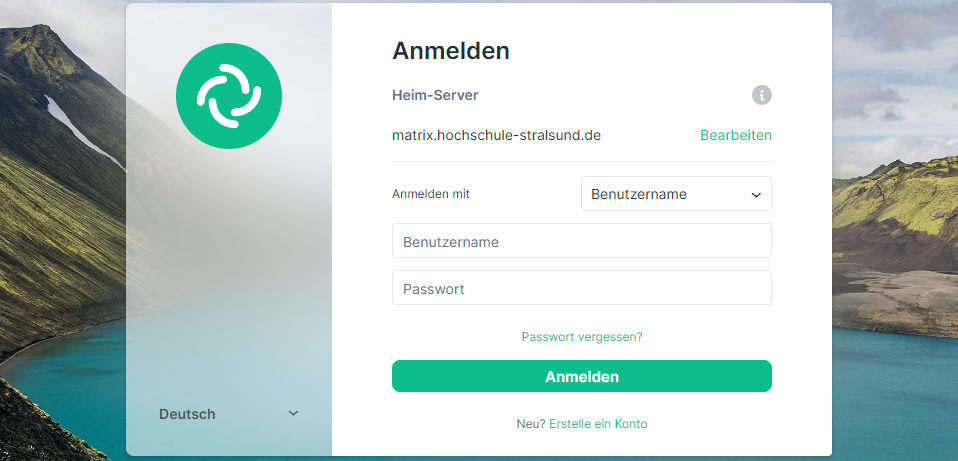 Anmelden
Heim-Server
matrix.hochschule-stralsund.de Bearbeiten
Anmelden mit Benutzername
Benutzername
Passwort
Passwort vergessen?
Anmelden
Deutsch
Neu? Erstelle ein Konto